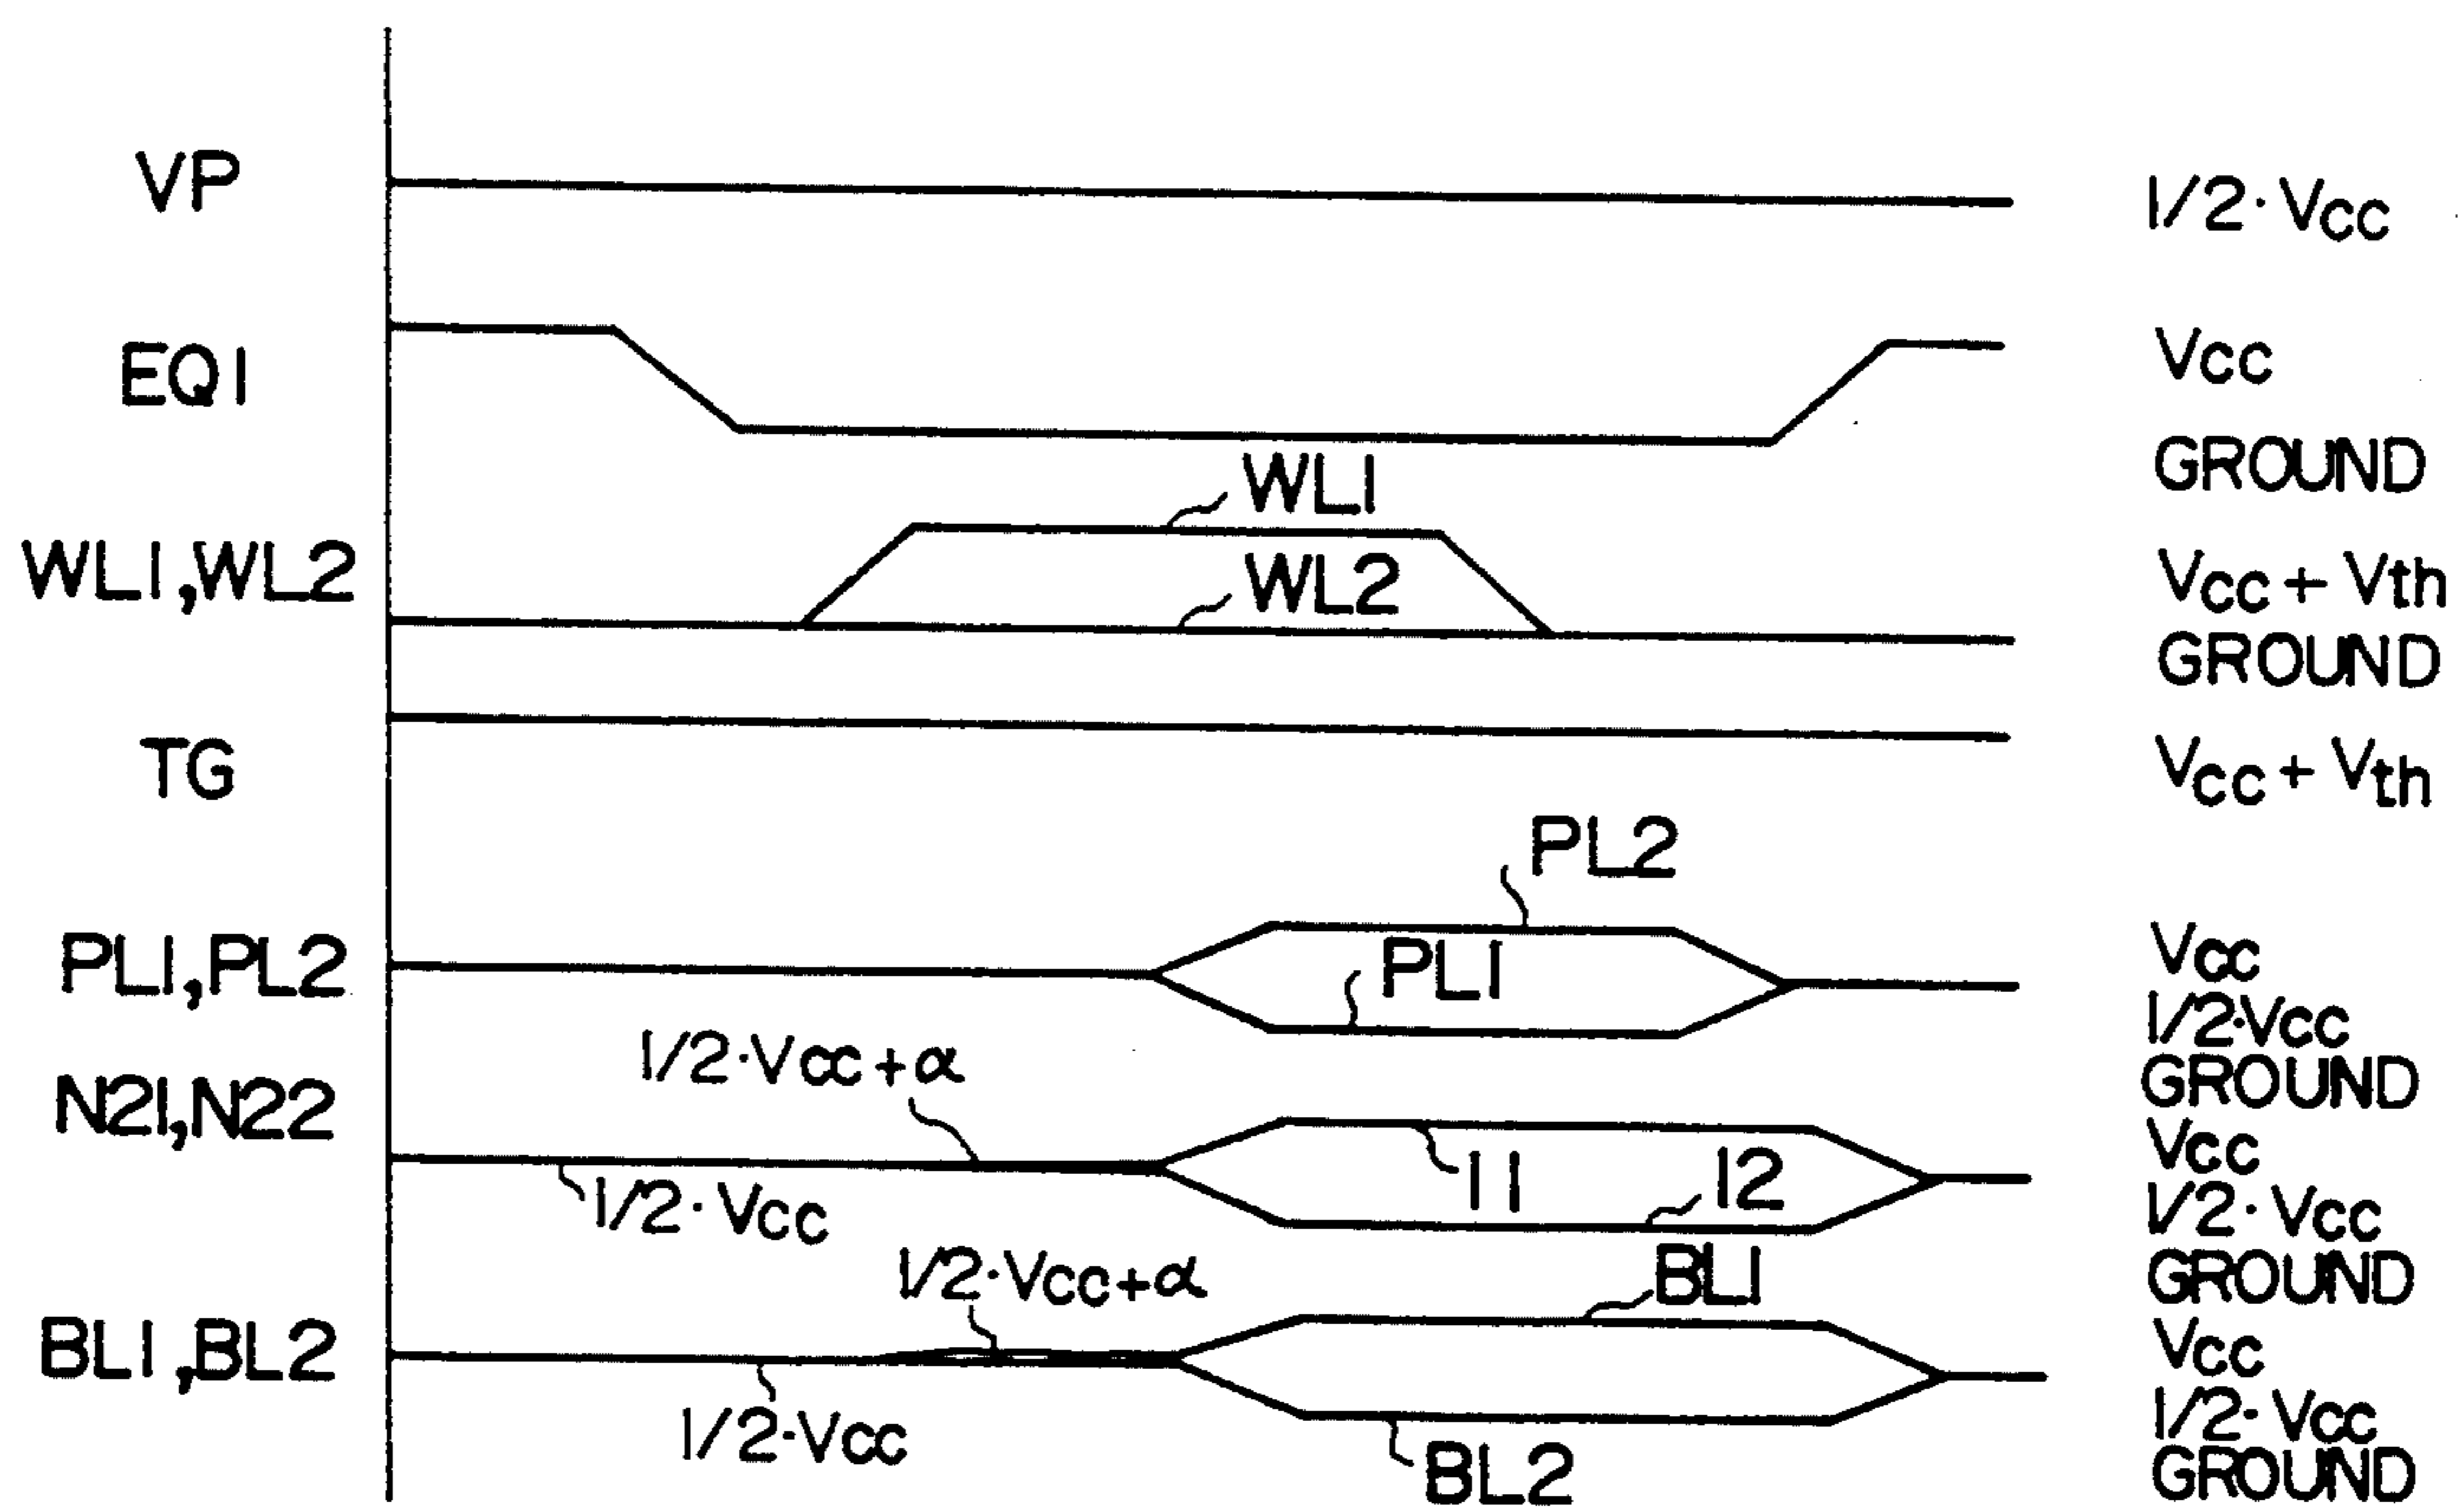 VP
1/2·Vcc
EQ1
Vcc
GROUND
WL1
WL1,WL2
WL2
Vcc+Vth
GROUND
TG
Vcc+Vth
PL2
PL1,PL2
PL1
Vcc
1/2·Vcc
GROUND
1/2·Vcc+α
N21,N22
11
12
1/2·Vcc
Vcc
1/2·Vcc
GROUND
1/2·Vcc+α
BL1
BL1,BL2
1/2·Vcc
BL2
Vcc
1/2·Vcc
GROUND